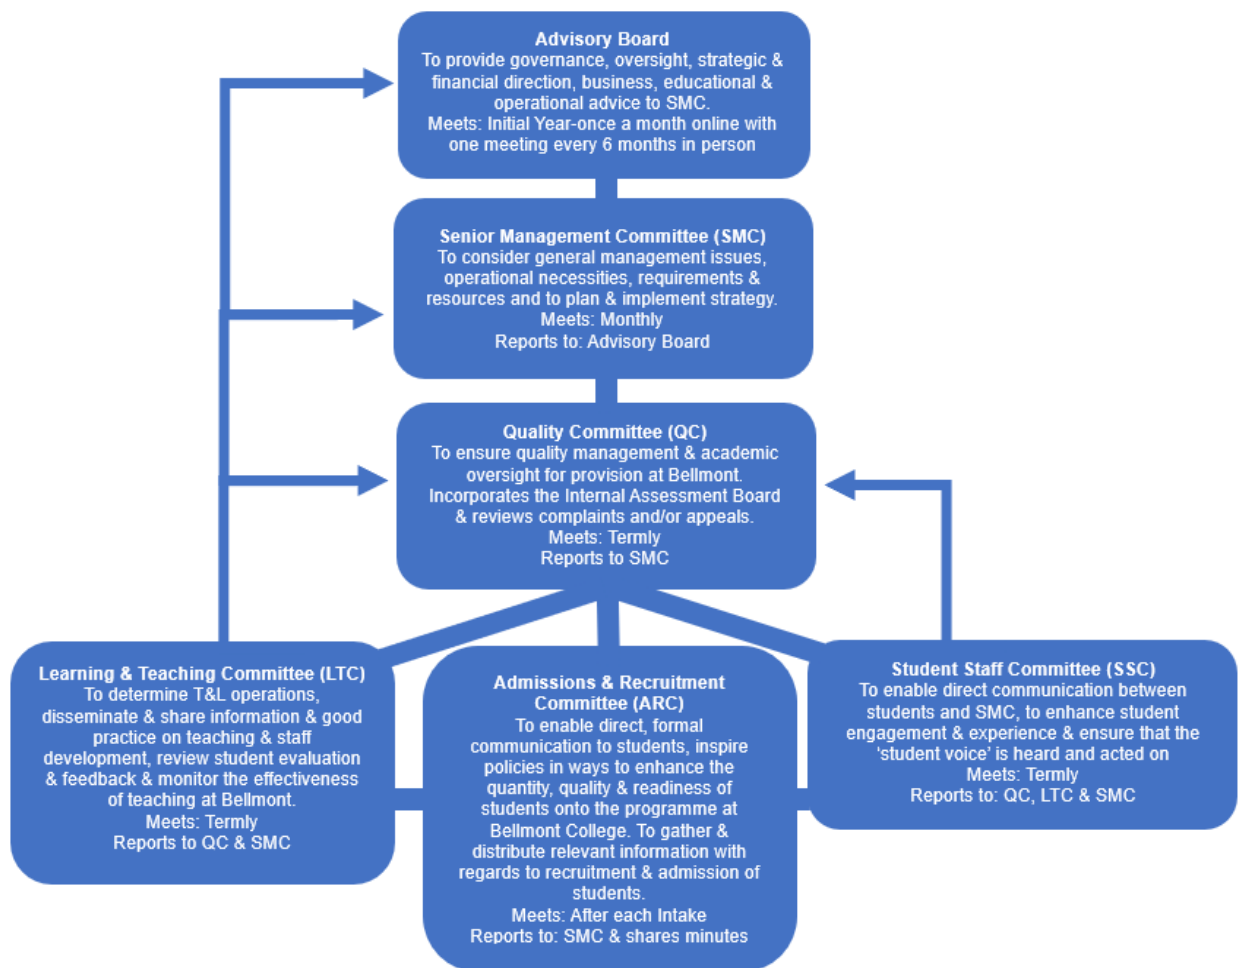 Advisory Board
To provide governance, oversight, strategic &
financial direction, business, educational &
operational advice to SMC.
Meets: Initial Year-once a month online with
one meeting every 6 months in person
Senior Management Committee (SMC)
To consider general management issues,
operational necessities, requirements &
resources and to plan & implement strategy.
Meets: Monthly
Reports to: Advisory Board
Quality Committee (QC)
To ensure quality management & academic
oversight for provision at Bellmont.
Incorporates the Internal Assessment Board
& reviews complaints and/or appeals.
Meets: Termly
Reports to SMC
Learning & Teaching Committee (LTC)
To determine T&L operations,
disseminate & share information & good
practice on teaching & staff
development, review student evaluation
& feedback & monitor the effectiveness
of teaching at Bellmont.
Meets: Termly
Reports to QC & SMC
Admissions & Recruitment
Committee (ARC)
To enable direct, formal
communication to students, inspire
policies in ways to enhance the
quantity, quality & readiness of
students onto the programme at
Bellmont College. To gather &
distribute relevant information with
regards to recruitment & admission of
students.
Meets: After each Intake
Reports to: SMC & shares minutes
Student Staff Committee (SSC)
To enable direct communication between
students and SMC, to enhance student
engagement & experience & ensure that the
‘student voice’ is heard and acted on
Meets: Termly
Reports to: QC, LTC & SMC